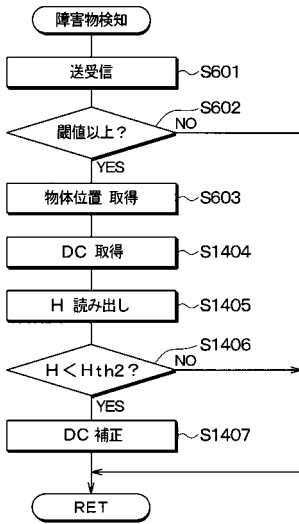 障害物検知
送受信
S601
閾値以上?
S602
NO
YES
物体位置 取得
S603
DC 取得
S1404
H 読み出し
S1405
H<Hth2?
S1406
NO
YES
DC 補正
S1407
RET